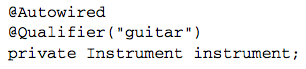 @Autowired
@Qualifier("guitar")
private Instrument instrument;